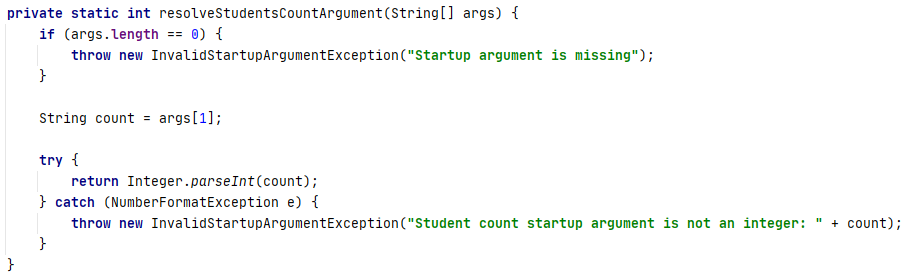 private static int resolveStudentsCountArgument(String[] args) {
    if (args.length == 0) {
        throw new InvalidStartupArgumentException("Startup argument is missing");
    }

    String count = args[1];

    try {
        return Integer.parseInt(count);
    } catch (NumberFormatException e) {
        throw new InvalidStartupArgumentException("Student count startup argument is not an integer: " + count);
    }
}